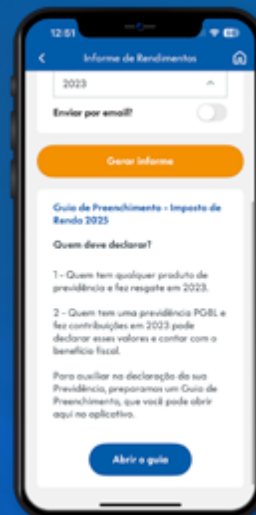 12:51
Informe de Rendimentos
2023
Enviar por email?
Gerar informe
Guia de Preenchimento - Imposto de
Renda 2025
Quem deve declarar?
1 - Quem tem qualquer produto de
previdência e fez resgate em 2023.
2 - Quem tem uma previdência PGBL e
fez contribuições em 2023 pode
declarar esses valores e contar com o
benefício fiscal.
Para auxiliar na declaração da sua
Previdência, preparamos um Guia de
Preenchimento, que você pode abrir
aqui no aplicativo.
Abrir o guia